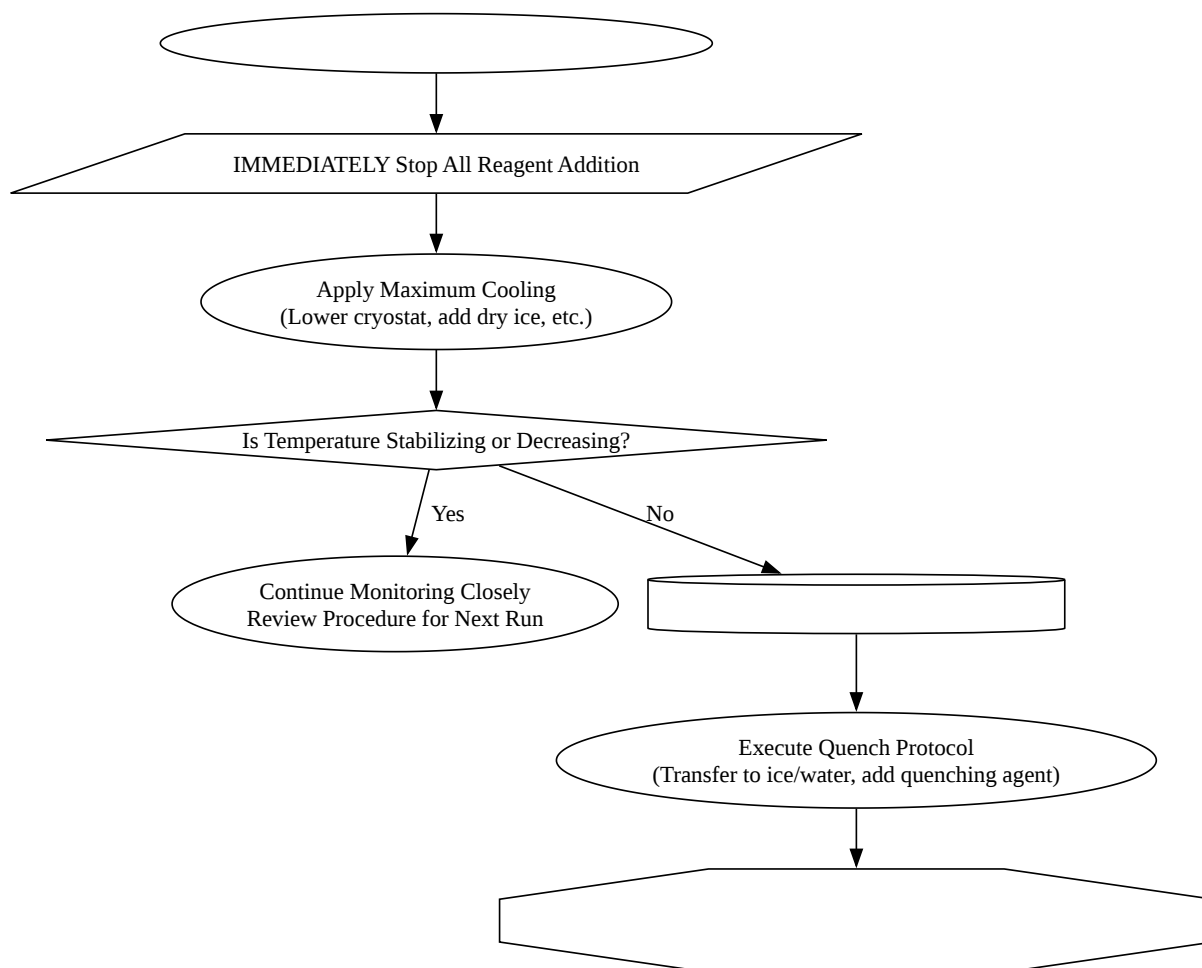 IMMEDIATELY Stop All Reagent Addition
Apply Maximum Cooling
(Lower cryostat, add dry ice, etc.)
Is Temperature Stabilizing or Decreasing?
Yes
No
Continue Monitoring Closely
Review Procedure for Next Run
Execute Quench Protocol
(Transfer to ice/water, add quenching agent)